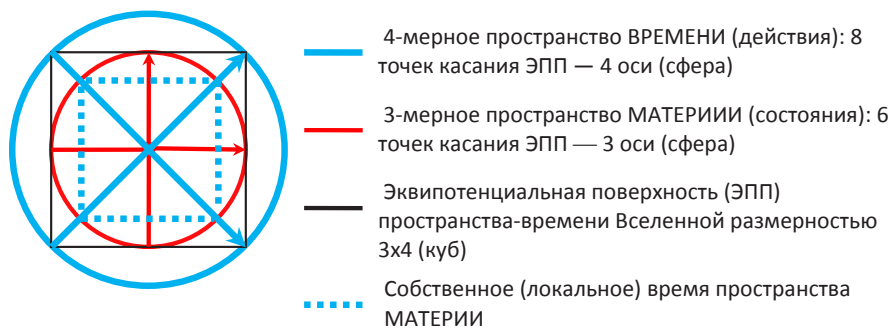 4-мерное пространство ВРЕМЕНИ (действия): 8
точек касания ЭПП — 4 оси (сфера)
3-мерное пространство МАТЕРИИИ (состояния): 6
точек касания ЭПП — 3 оси (сфера)
Эквипотенциальная поверхность (ЭПП)
пространства-времени Вселенной размерностью
3х4 (куб)
Собственное (локальное) время пространства
МАТЕРИИ